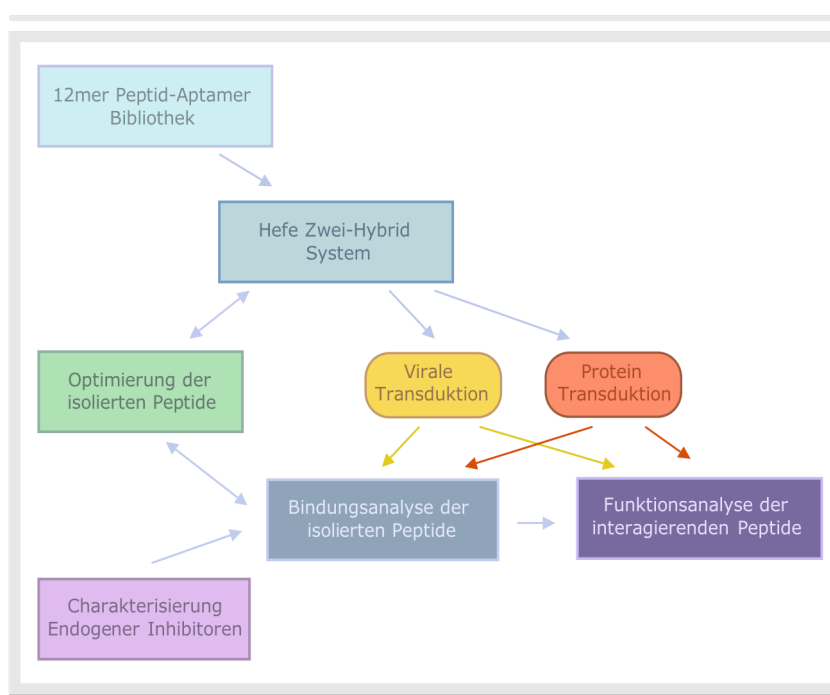 12mer Peptid-Aptamer
Bibliothek
Hefe Zwei-Hybrid
System
Optimierung der
isolierten Peptide
Virale
Transduktion
Protein
Transduktion
Bindungsanalyse der
isolierten Peptide
Funktionsanalyse der
interagierenden Peptide
Charakterisierung
Endogener Inhibitoren